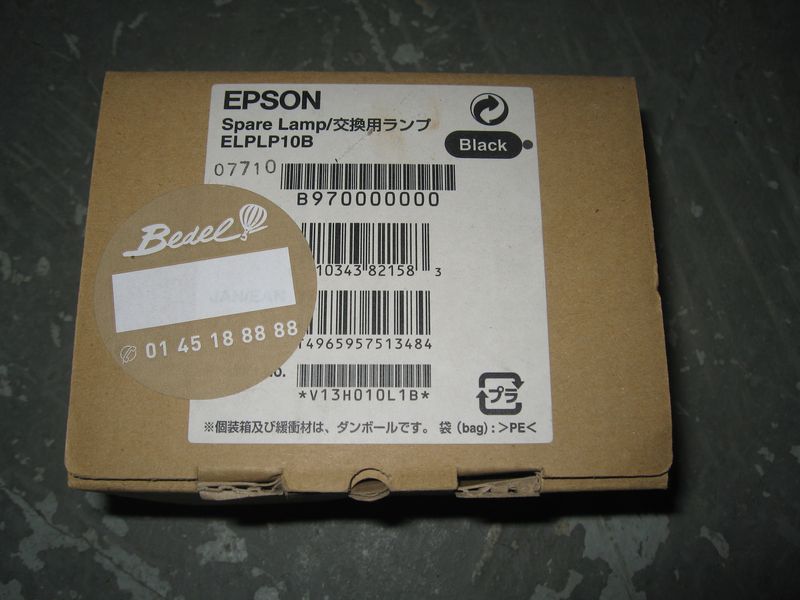 EPSON
Spare Lamp/交換用ランプ
ELPLP10B
Black
07710
B970000000
Bedel
10343 82158 3
JAN/EAN
01 45 18 88 88
4965957513484
No.
*V13H010L1B*
プラ
※個装箱及び緩衝材は、ダンボールです。 袋 (bag) : >PE<